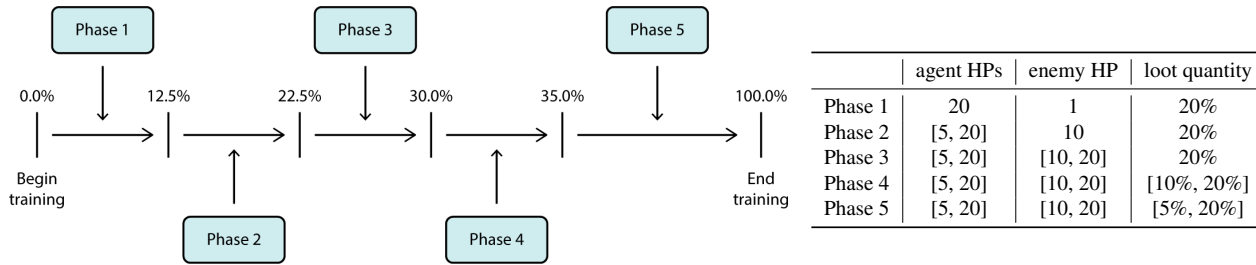 Phase 1
Phase 3
Phase 5
0.0%
12.5%
22.5%
30.0%
35.0%
100.0%
Begin
training
End
training
Phase 2
Phase 4
agent HPs enemy HP loot quantity
Phase 1 20 1 20%
Phase 2 [5, 20] 10 20%
Phase 3 [5, 20] [10, 20] 20%
Phase 4 [5, 20] [10, 20] [10%, 20%]
Phase 5 [5, 20] [10, 20] [5%, 20%]